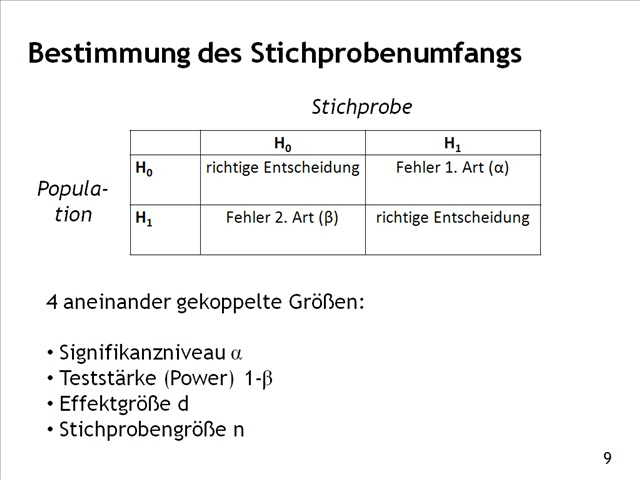 Bestimmung des Stichprobenumfangs
Stichprobe
H₀ H₁
H₀ richtige Entscheidung Fehler 1. Art (α)
Popula-
tion
H₁ Fehler 2. Art (β) richtige Entscheidung
4 aneinander gekoppelte Größen:
• Signifikanzniveau α
• Teststärke (Power) 1-β
• Effektgröße d
• Stichprobengröße n
9